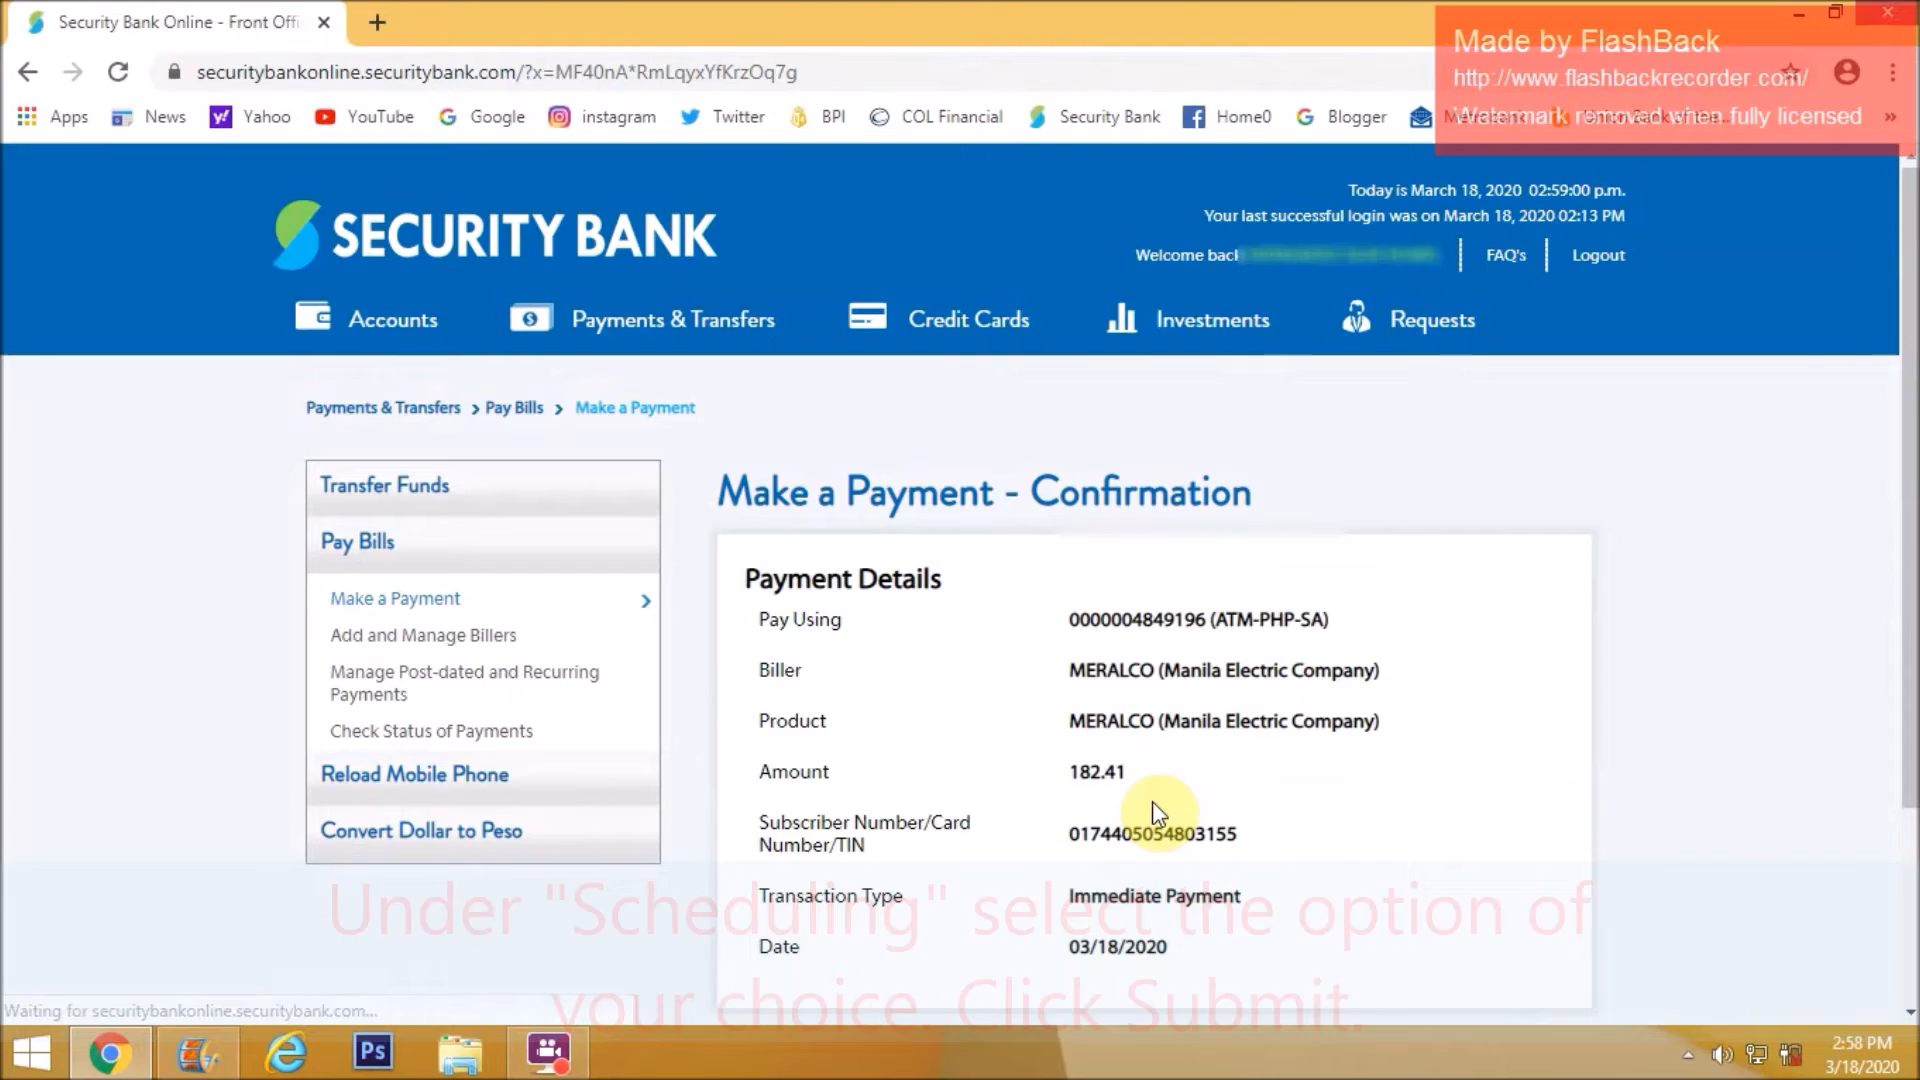 Security Bank Online - Front Offi
securitybankonline.securitybank.com/?x=MF40nA*RmLqyxYfKrzOq7g
Made by FlashBack
http://www.flashbackrecorder.com/
Watermark removed when fully licensed
Apps News Yahoo YouTube Google instagram Twitter BPI COL Financial Security Bank Home0 Blogger
SECURITY BANK
Today is March 18, 2020 02:59:00 p.m.
Your last successful login was on March 18, 2020 02:13 PM
Welcome back FAQ's Logout
Accounts Payments & Transfers Credit Cards Investments Requests
Payments & Transfers > Pay Bills > Make a Payment
Transfer Funds
Pay Bills
Make a Payment
Add and Manage Billers
Manage Post-dated and Recurring
Payments
Check Status of Payments
Reload Mobile Phone
Convert Dollar to Peso
Make a Payment - Confirmation
Payment Details
Pay Using 0000004849196 (ATM-PHP-SA)
Biller MERALCO (Manila Electric Company)
Product MERALCO (Manila Electric Company)
Amount 182.41
Subscriber Number/Card
Number/TIN 0174405054803155
Transaction Type Immediate Payment
Date 03/18/2020
Under "Scheduling" select the option of
your choice. Click Submit.
Waiting for securitybankonline.securitybank.com...
Ps
2:58 PM
3/18/2020